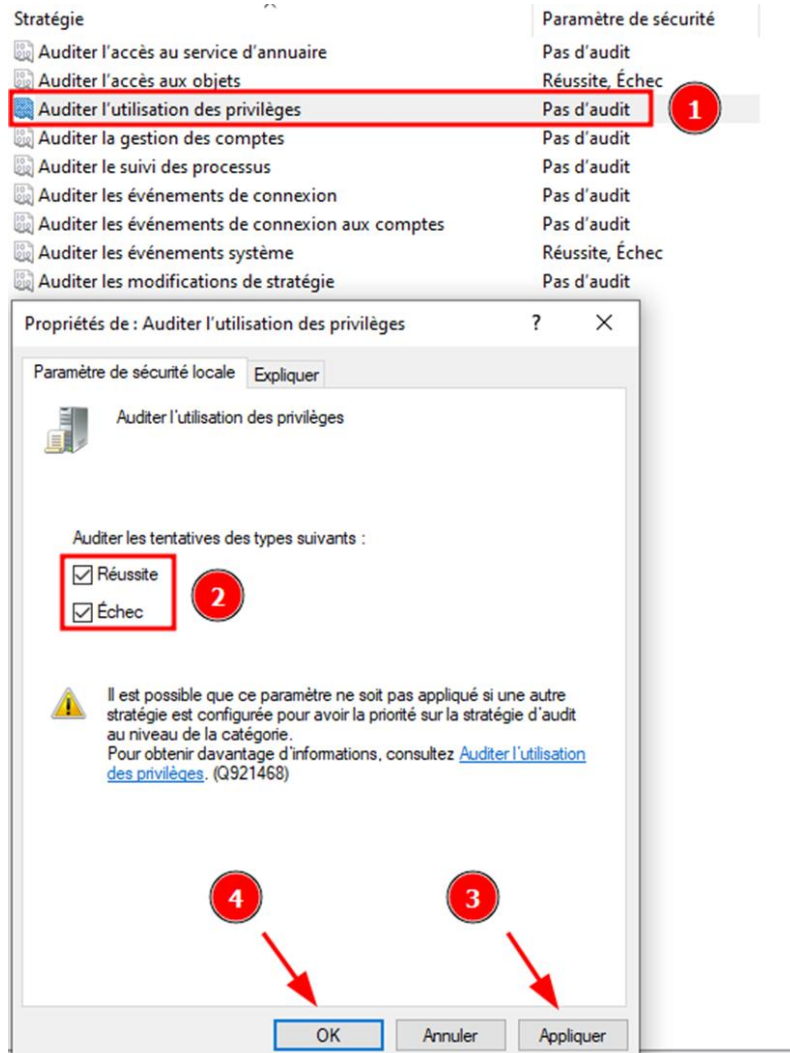 Stratégie Paramètre de sécurité
Auditer l'accès au service d'annuaire Pas d'audit
Auditer l'accès aux objets Réussite, Échec
Auditer l'utilisation des privilèges Pas d'audit 1
Auditer la gestion des comptes Pas d'audit
Auditer le suivi des processus Pas d'audit
Auditer les événements de connexion Pas d'audit
Auditer les événements de connexion aux comptes Pas d'audit
Auditer les événements système Réussite, Échec
Auditer les modifications de stratégie Pas d'audit
Propriétés de : Auditer l'utilisation des privilèges ?
Paramètre de sécurité locale Expliquer
Auditer l'utilisation des privilèges
Auditer les tentatives des types suivants :
Réussite
2
Échec
Il est possible que ce paramètre ne soit pas appliqué si une autre
stratégie est configurée pour avoir la priorité sur la stratégie d'audit
au niveau de la catégorie.
Pour obtenir davantage d'informations, consultez Auditer l'utilisation
des privilèges. (Q921468)
4 3
OK Annuler Appliquer